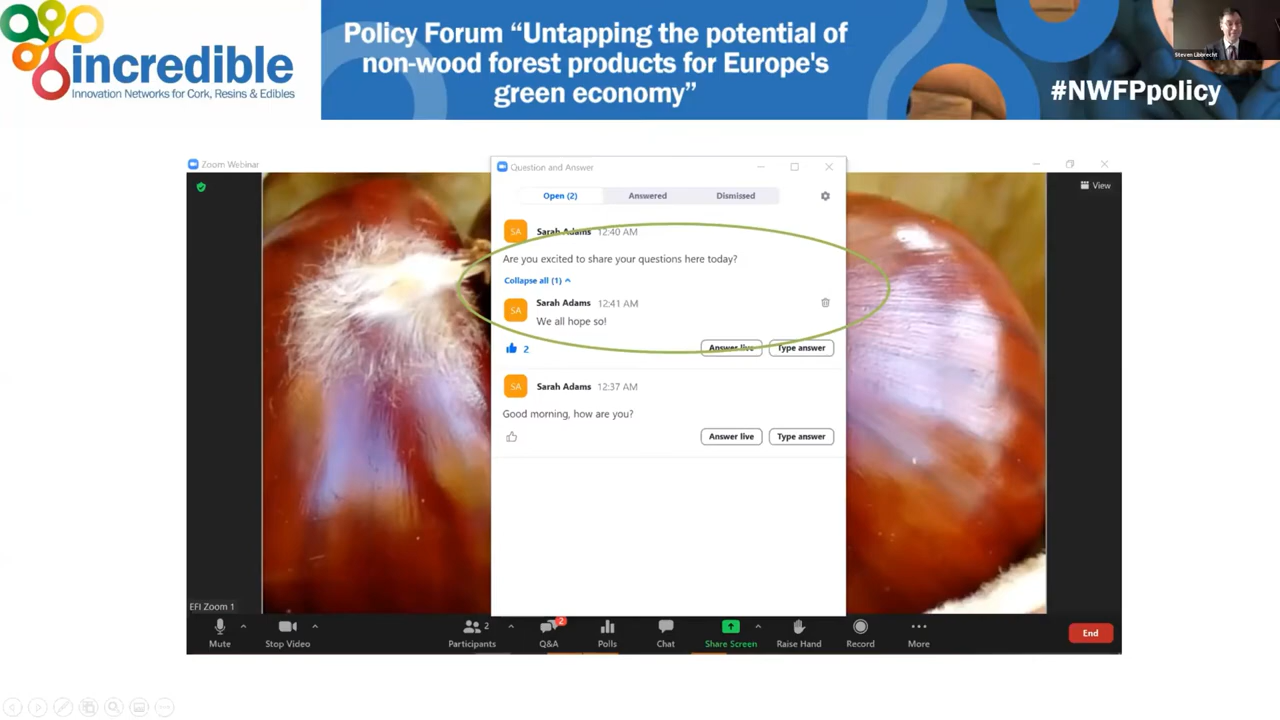 incredible
Innovation Networks for Cork, Resins & Edibles
Policy Forum “Untapping the potential of
non-wood forest products for Europe's
green economy”
#NWFPpolicy
Steven Libbrecht
Zoom Webinar
View
Question and Answer
Open (2)
Answered
Dismissed
SA
Sarah Adams 12:40 AM
Are you excited to share your questions here today?
Collapse all (1)
SA
Sarah Adams 12:41 AM
We all hope so!
2
Answer live
Type answer
SA
Sarah Adams 12:37 AM
Good morning, how are you?
Answer live
Type answer
EFI Zoom 1
Mute
Stop Video
Participants
2
Q&A
2
Polls
Chat
Share Screen
Raise Hand
Record
More
End